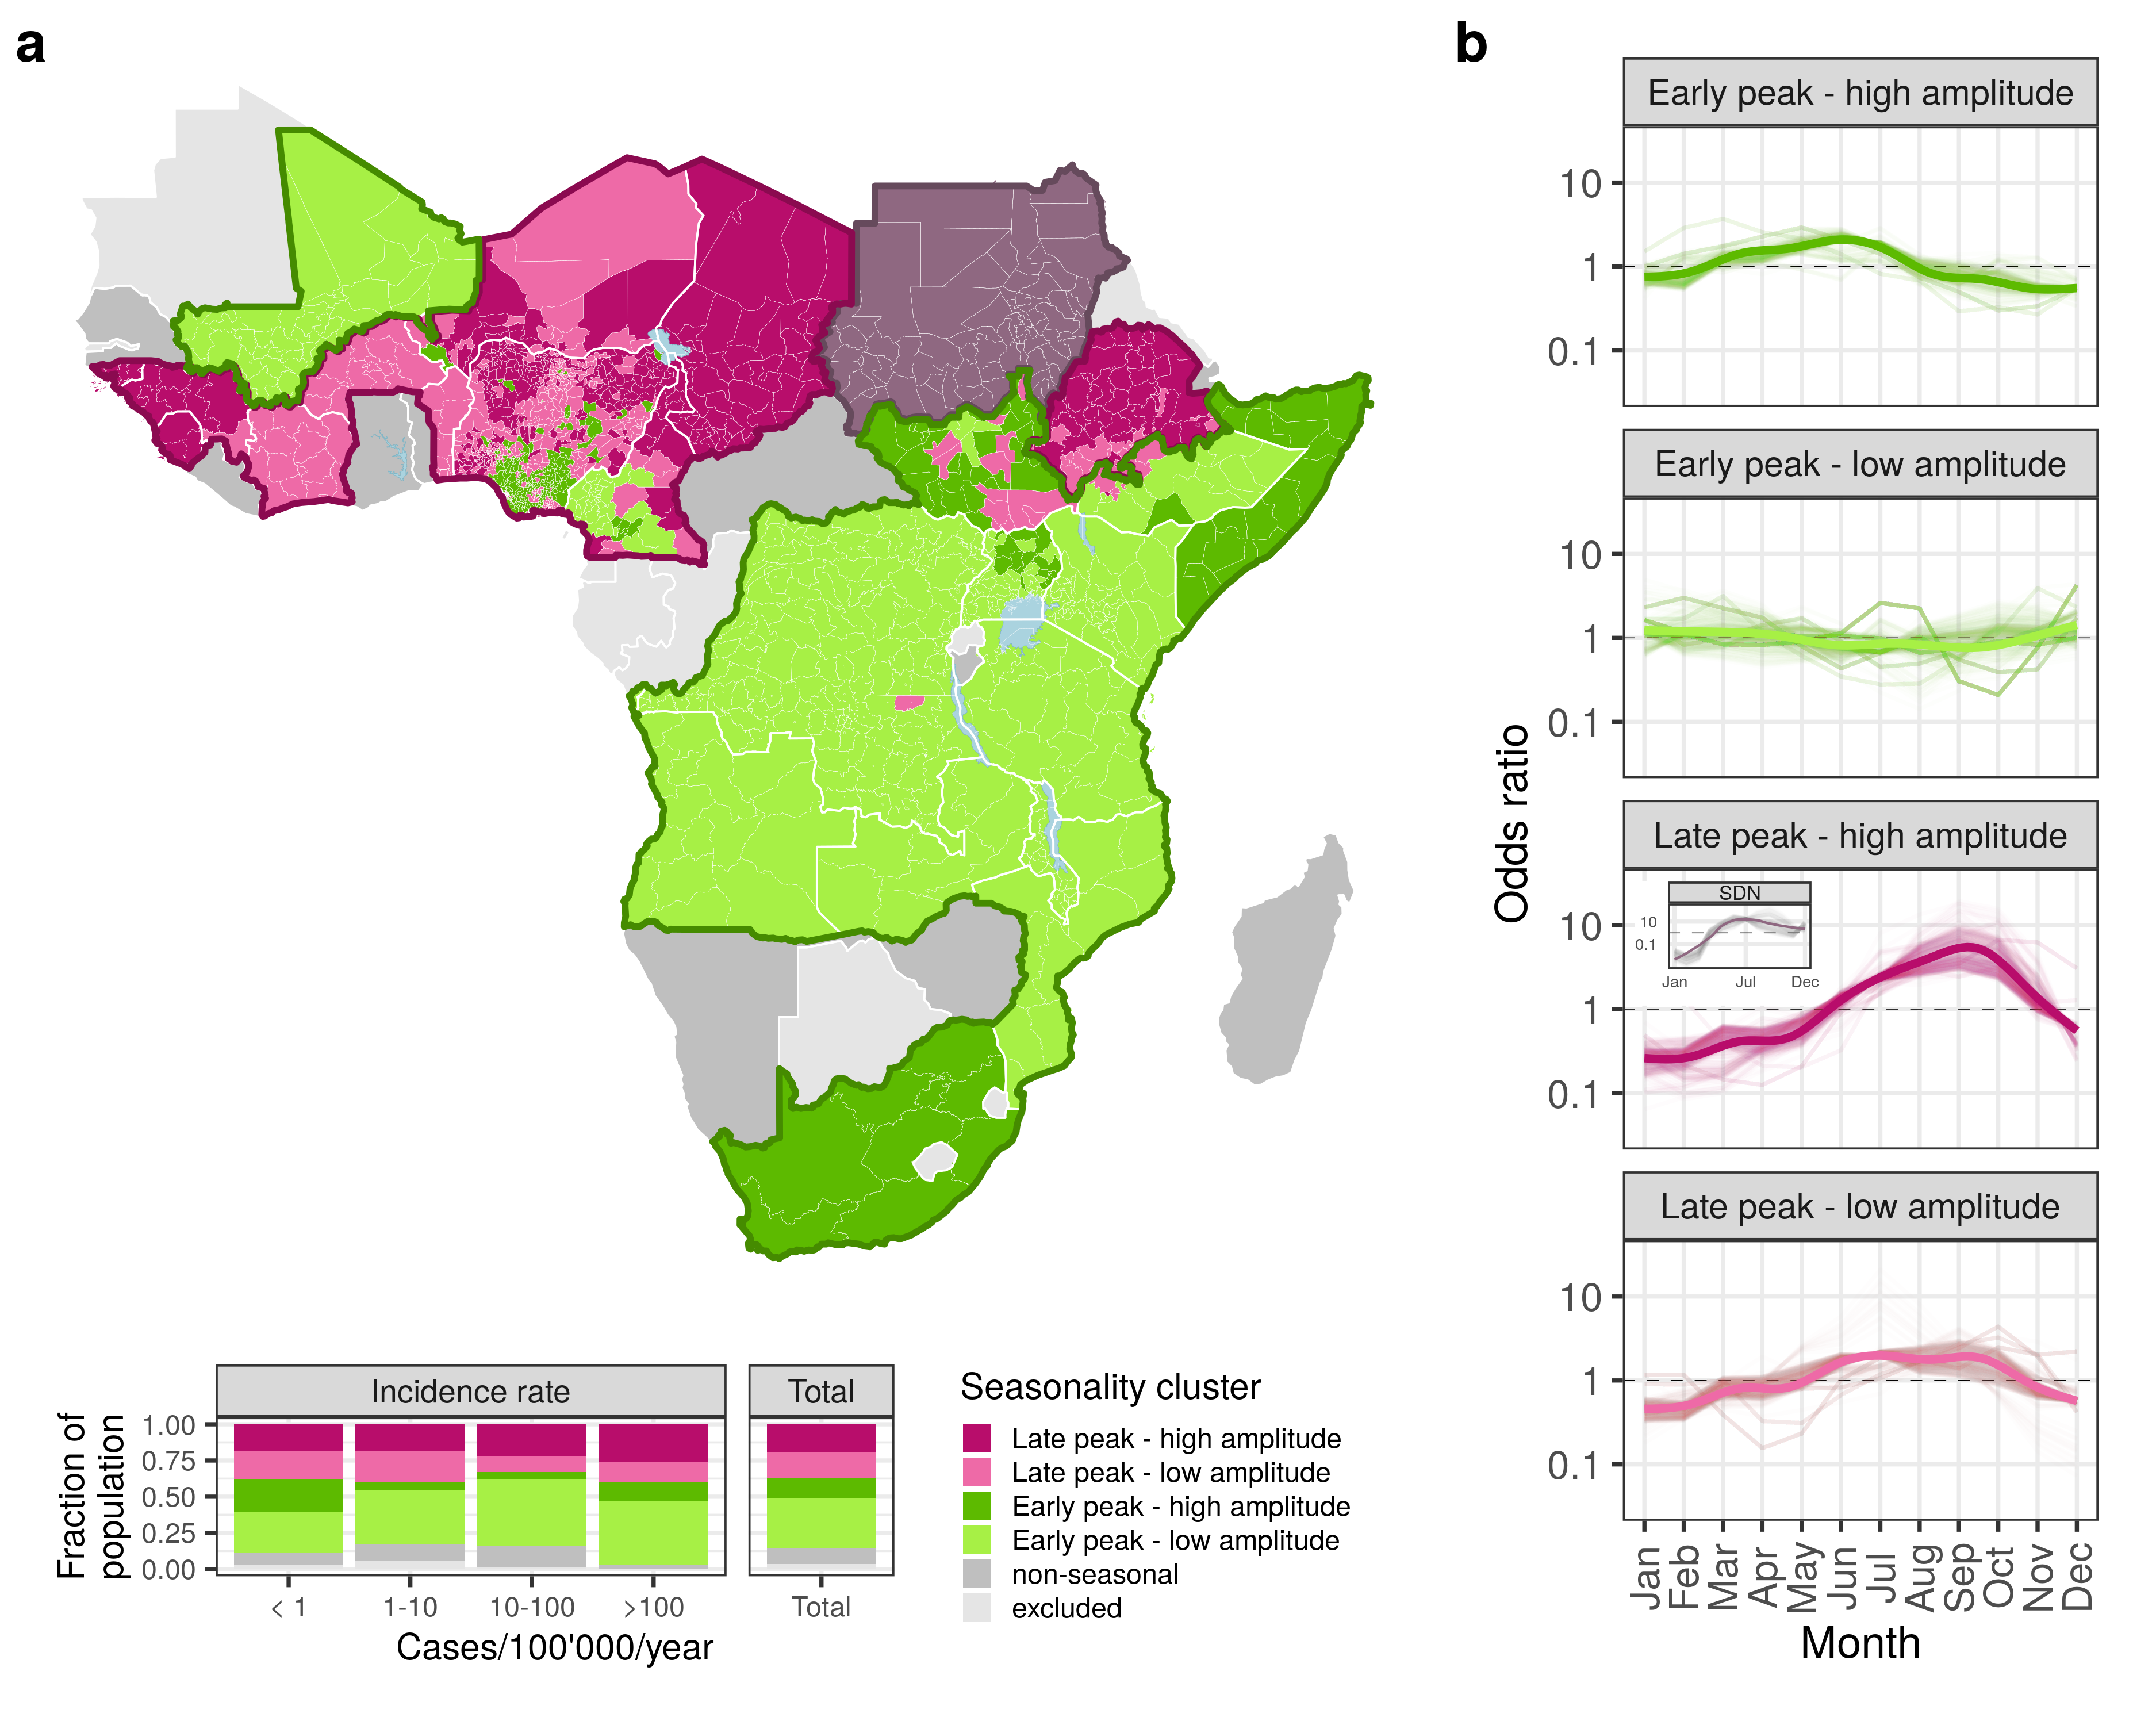 a
Incidence rate
Total
Fraction of
population
1.00
0.75
0.50
0.25
0.00
< 1
1-10
10-100
>100
Total
Cases/100'000/year
Seasonality cluster
Late peak - high amplitude
Late peak - low amplitude
Early peak - high amplitude
Early peak - low amplitude
non-seasonal
excluded
b
Odds ratio
Early peak - high amplitude
10
1
0.1
Early peak - low amplitude
10
1
0.1
Late peak - high amplitude
10
1
0.1
SDN
10
0.1
Jan
Jul
Dec
Late peak - low amplitude
10
1
0.1
Jan
Feb
Mar
Apr
May
Jun
Jul
Aug
Sep
Oct
Nov
Dec
Month